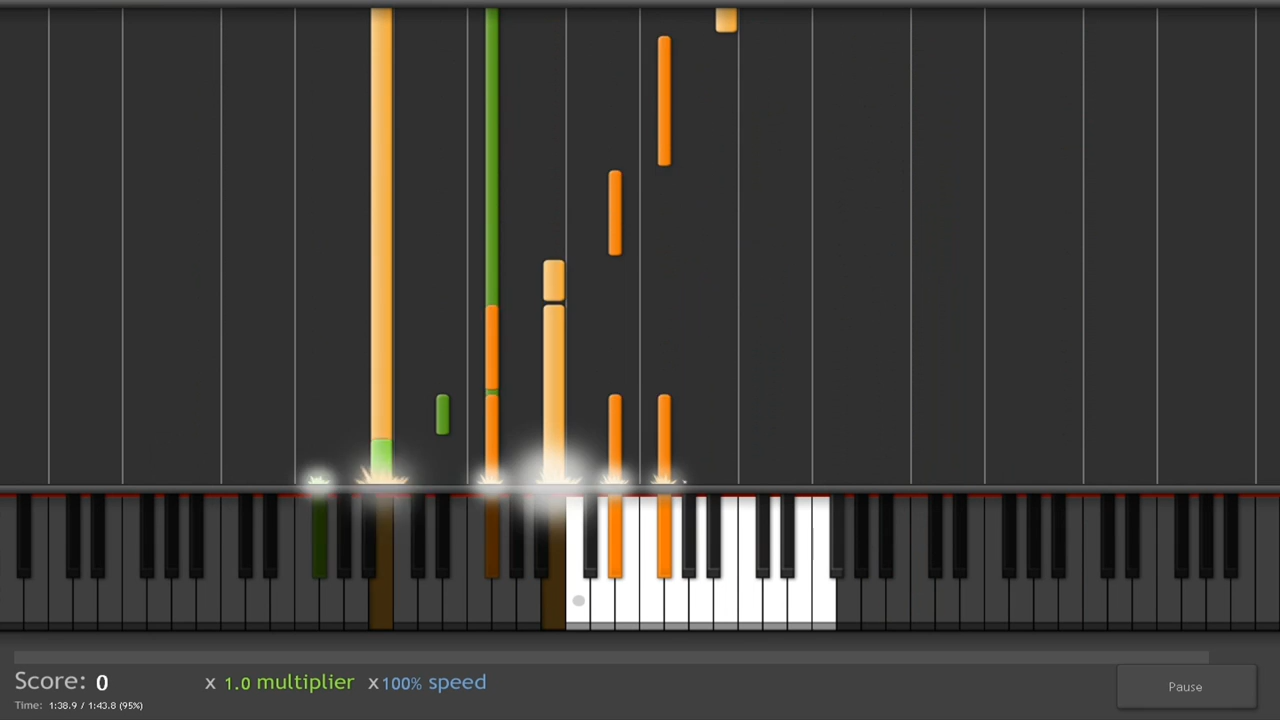 Score: 0 x 1.0 multiplier x100% speed
Pause
Time: 1:38.9 / 1:43.8 (95%)